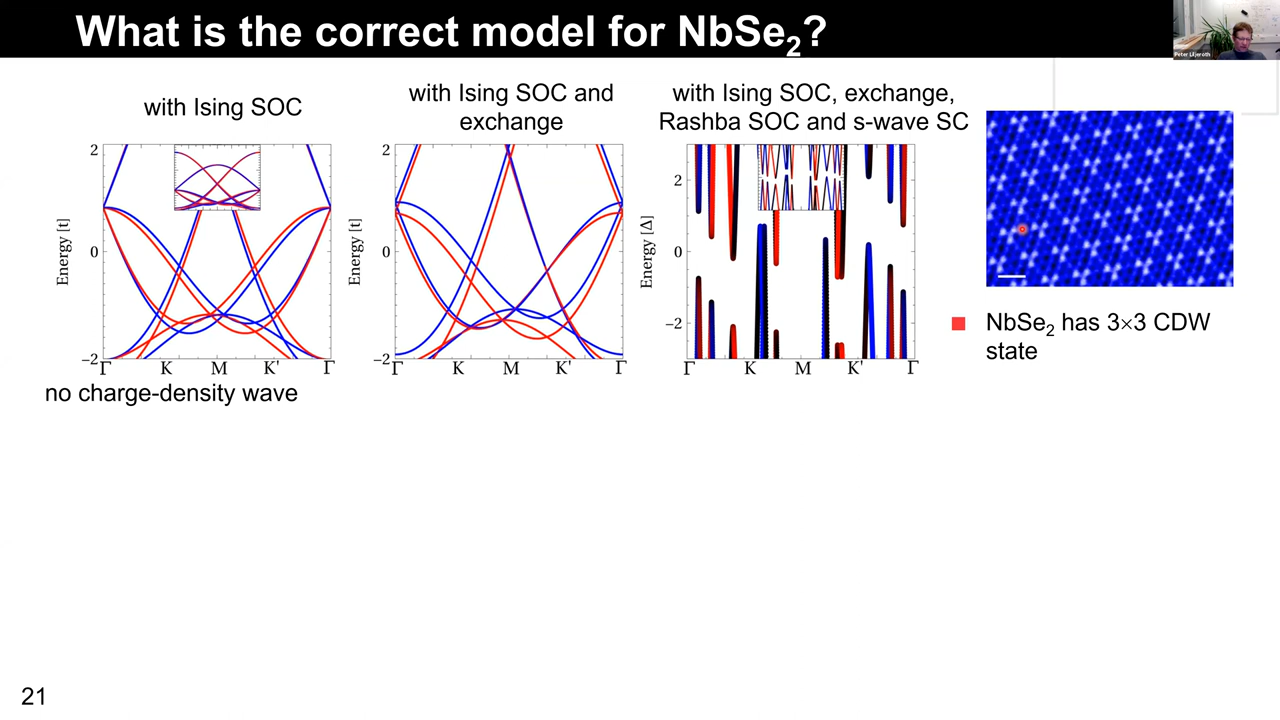 What is the correct model for NbSe₂?
Peter Liljeroth
with Ising SOC
with Ising SOC and
exchange
with Ising SOC, exchange,
Rashba SOC and s-wave SC
2
0
−2
Energy [t]
Γ K M K' Γ
2
0
−2
Energy [t]
Γ K M K' Γ
2
0
−2
Energy [Δ]
Γ K M K' Γ
no charge-density wave
NbSe₂ has 3×3 CDW
state
21